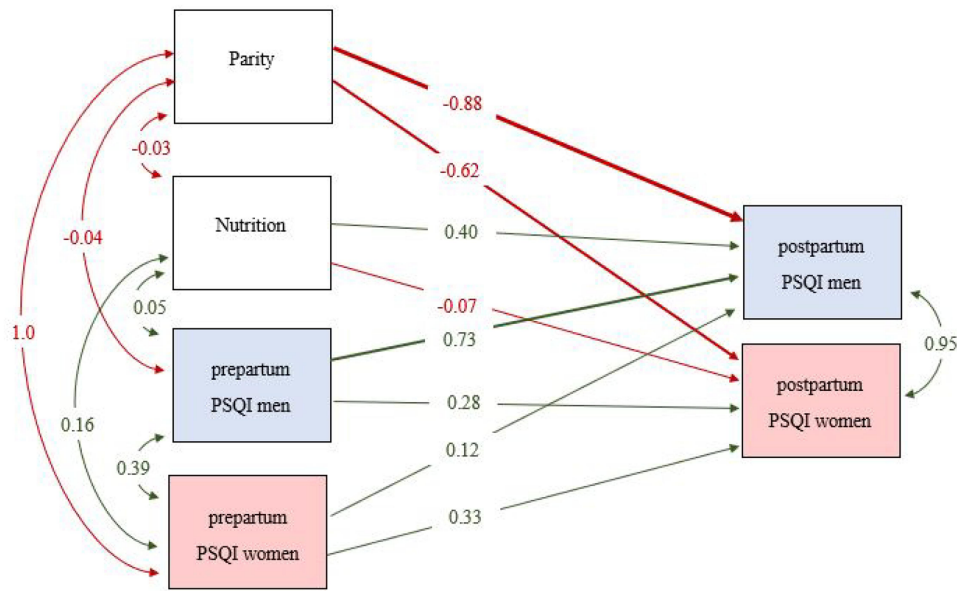 Parity
-0.88
-0.03
-0.62
Nutrition
0.40
-0.04
postpartum
PSQI men
0.05
-0.07
1.0
0.73
0.95
prepartum
PSQI men
postpartum
PSQI women
0.28
0.16
0.12
0.39
prepartum
PSQI women
0.33